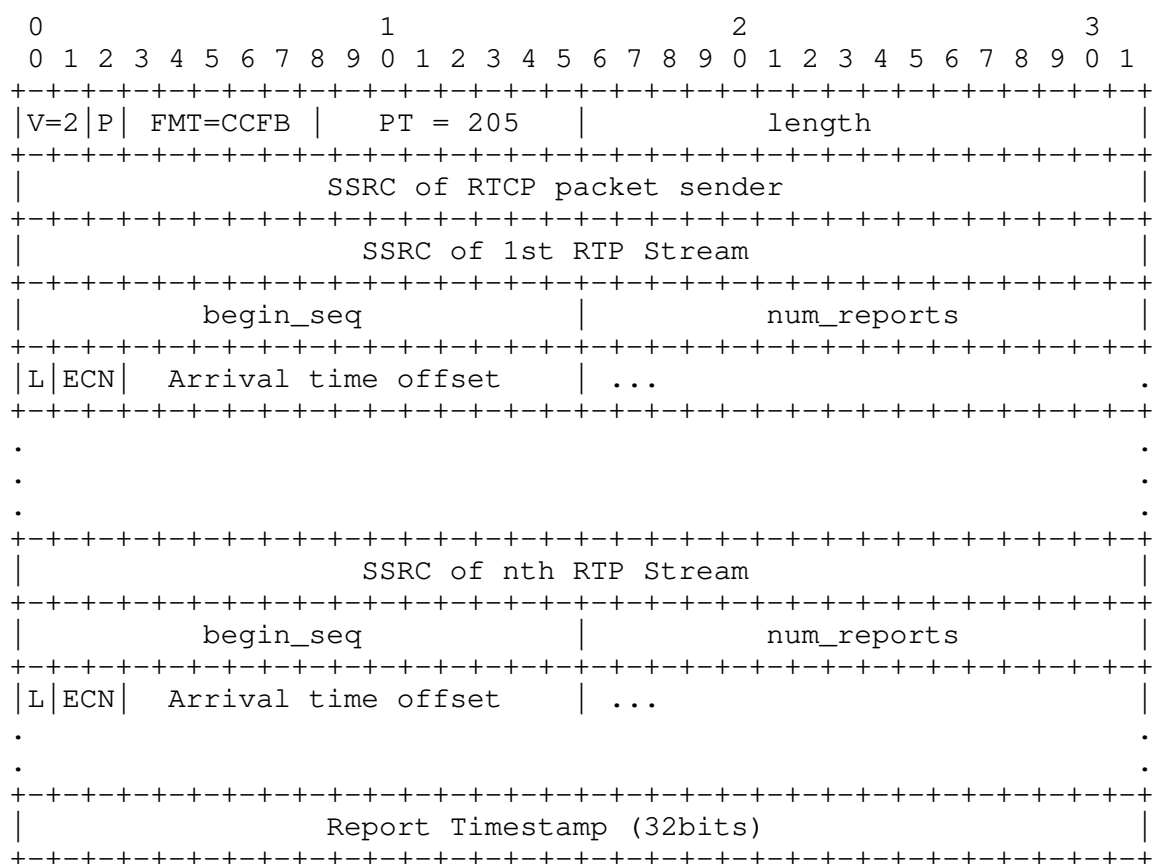 0                   1                   2                   3
 0 1 2 3 4 5 6 7 8 9 0 1 2 3 4 5 6 7 8 9 0 1 2 3 4 5 6 7 8 9 0 1
+-+-+-+-+-+-+-+-+-+-+-+-+-+-+-+-+-+-+-+-+-+-+-+-+-+-+-+-+-+-+-+-+
|V=2|P| FMT=CCFB |   PT = 205    |          length               |
+-+-+-+-+-+-+-+-+-+-+-+-+-+-+-+-+-+-+-+-+-+-+-+-+-+-+-+-+-+-+-+-+
|                 SSRC of RTCP packet sender                    |
+-+-+-+-+-+-+-+-+-+-+-+-+-+-+-+-+-+-+-+-+-+-+-+-+-+-+-+-+-+-+-+-+
|                   SSRC of 1st RTP Stream                      |
+-+-+-+-+-+-+-+-+-+-+-+-+-+-+-+-+-+-+-+-+-+-+-+-+-+-+-+-+-+-+-+-+
|          begin_seq            |          num_reports          |
+-+-+-+-+-+-+-+-+-+-+-+-+-+-+-+-+-+-+-+-+-+-+-+-+-+-+-+-+-+-+-+-+
|L|ECN|  Arrival time offset    | ...                           .
+-+-+-+-+-+-+-+-+-+-+-+-+-+-+-+-+-+-+-+-+-+-+-+-+-+-+-+-+-+-+-+-+
.                                                               .
.                                                               .
.                                                               .
+-+-+-+-+-+-+-+-+-+-+-+-+-+-+-+-+-+-+-+-+-+-+-+-+-+-+-+-+-+-+-+-+
|                   SSRC of nth RTP Stream                      |
+-+-+-+-+-+-+-+-+-+-+-+-+-+-+-+-+-+-+-+-+-+-+-+-+-+-+-+-+-+-+-+-+
|          begin_seq            |          num_reports          |
+-+-+-+-+-+-+-+-+-+-+-+-+-+-+-+-+-+-+-+-+-+-+-+-+-+-+-+-+-+-+-+-+
|L|ECN|  Arrival time offset    | ...                           |
.                                                               .
.                                                               .
+-+-+-+-+-+-+-+-+-+-+-+-+-+-+-+-+-+-+-+-+-+-+-+-+-+-+-+-+-+-+-+-+
|                 Report Timestamp (32bits)                     |
+-+-+-+-+-+-+-+-+-+-+-+-+-+-+-+-+-+-+-+-+-+-+-+-+-+-+-+-+-+-+-+-+